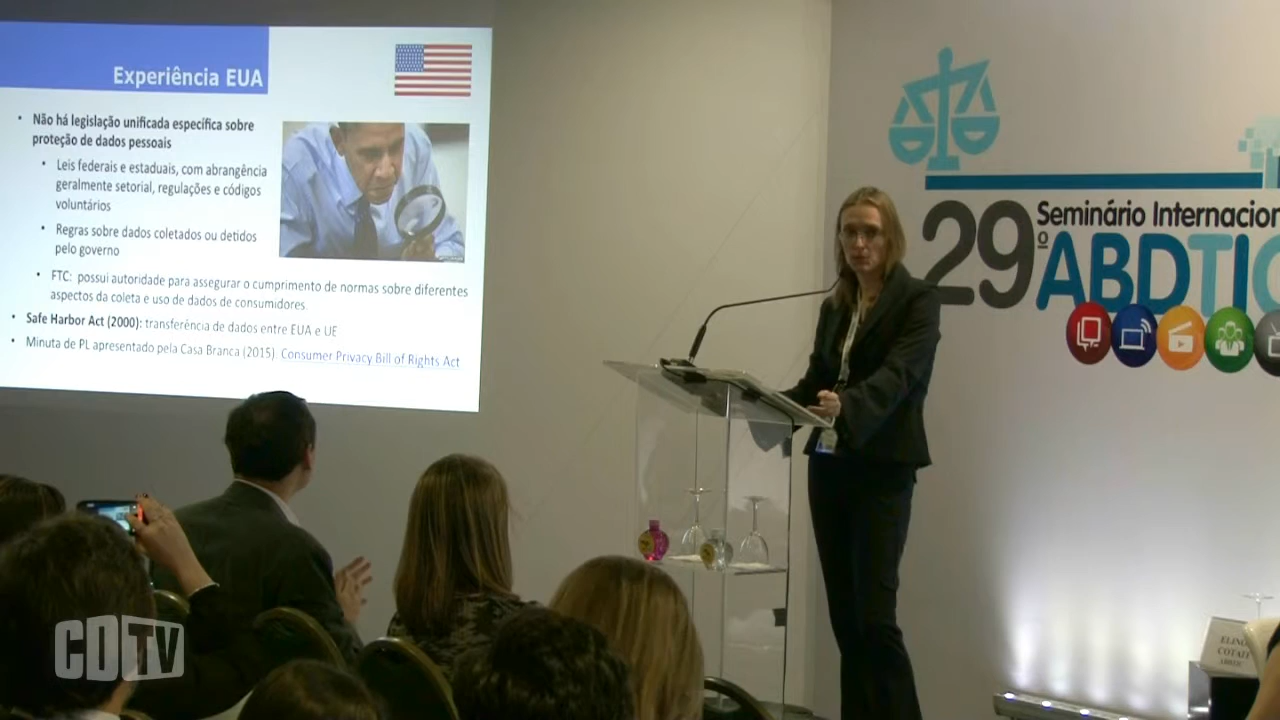 Experiência EUA
• Não há legislação unificada específica sobre
proteção de dados pessoais
• Leis federais e estaduais, com abrangência
geralmente setorial, regulações e códigos
voluntários
• Regras sobre dados coletados ou detidos
pelo governo
• FTC: possui autoridade para assegurar o cumprimento de normas sobre diferentes
aspectos da coleta e uso de dados de consumidores
• Safe Harbor Act (2000): transferência de dados entre EUA e UE
• Minuta de PL apresentado pela Casa Branca (2015): Consumer Privacy Bill of Rights Act
29º
Seminário Internacion
ABDTIC
COTAIT
CDTV